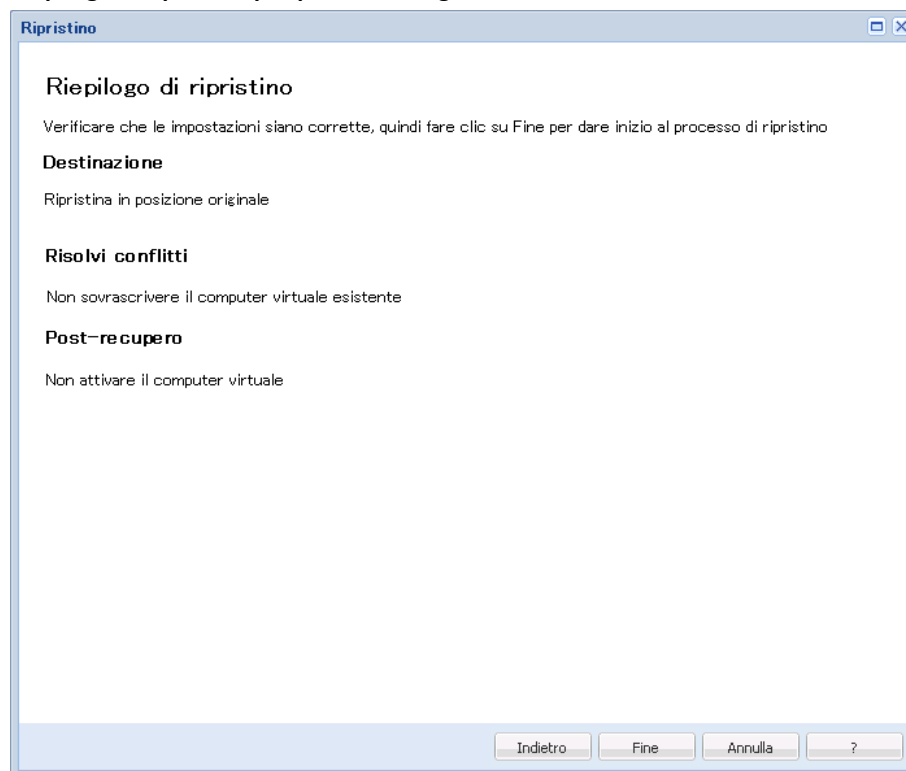 Ripristino
Riepilogo di ripristino
Verificare che le impostazioni siano corrette, quindi fare clic su Fine per dare inizio al processo di ripristino
Destinazione
Ripristina in posizione originale
Risolvi conflitti
Non sovrascrivere il computer virtuale esistente
Post-recupero
Non attivare il computer virtuale
Indietro Fine Annulla ?